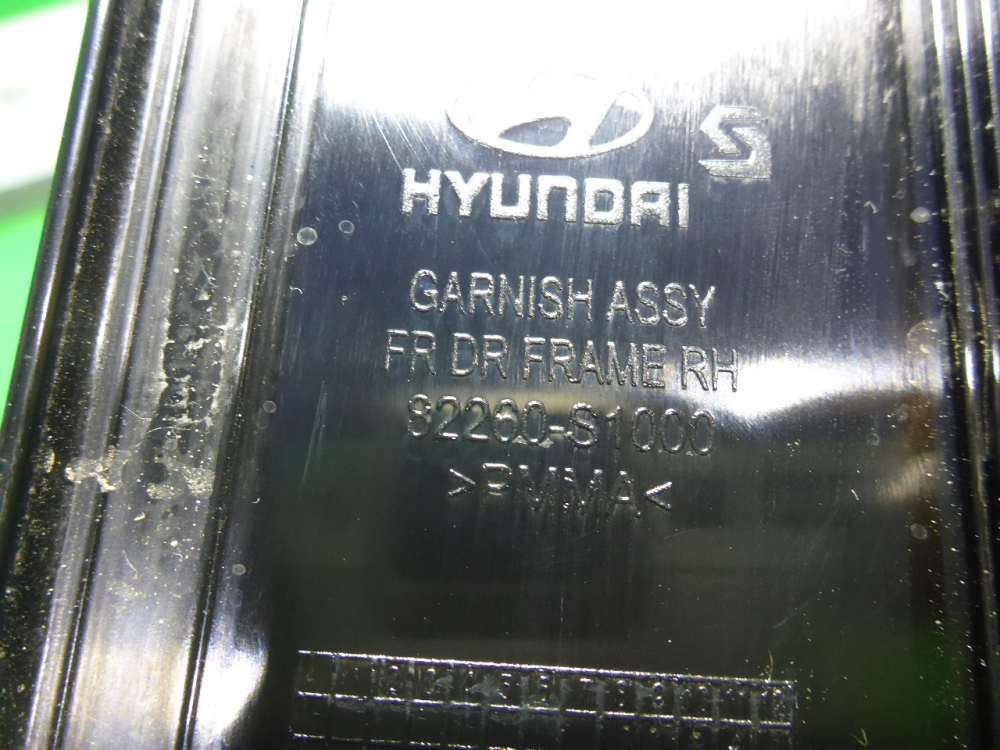 HYUNDAI
GARNISH ASSY
FR DR FRAME RH
82260-S1000
>PMMA<